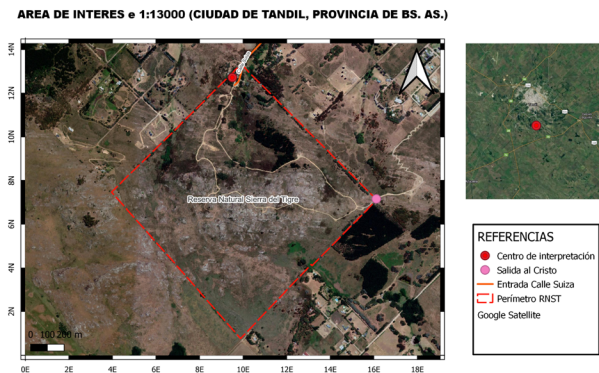 AREA DE INTERES e 1:13000 (CIUDAD DE TANDIL, PROVINCIA DE BS. AS.)
14N
12N
10N
8N
6N
4N
2N
Reserva Natural Sierra del Tigre
0 100 200 m
0E 2E 4E 6E 8E 10E 12E 14E 16E 18E
REFERENCIAS
Centro de interpretación
Salida al Cristo
Entrada Calle Suiza
Perímetro RNST
Google Satellite